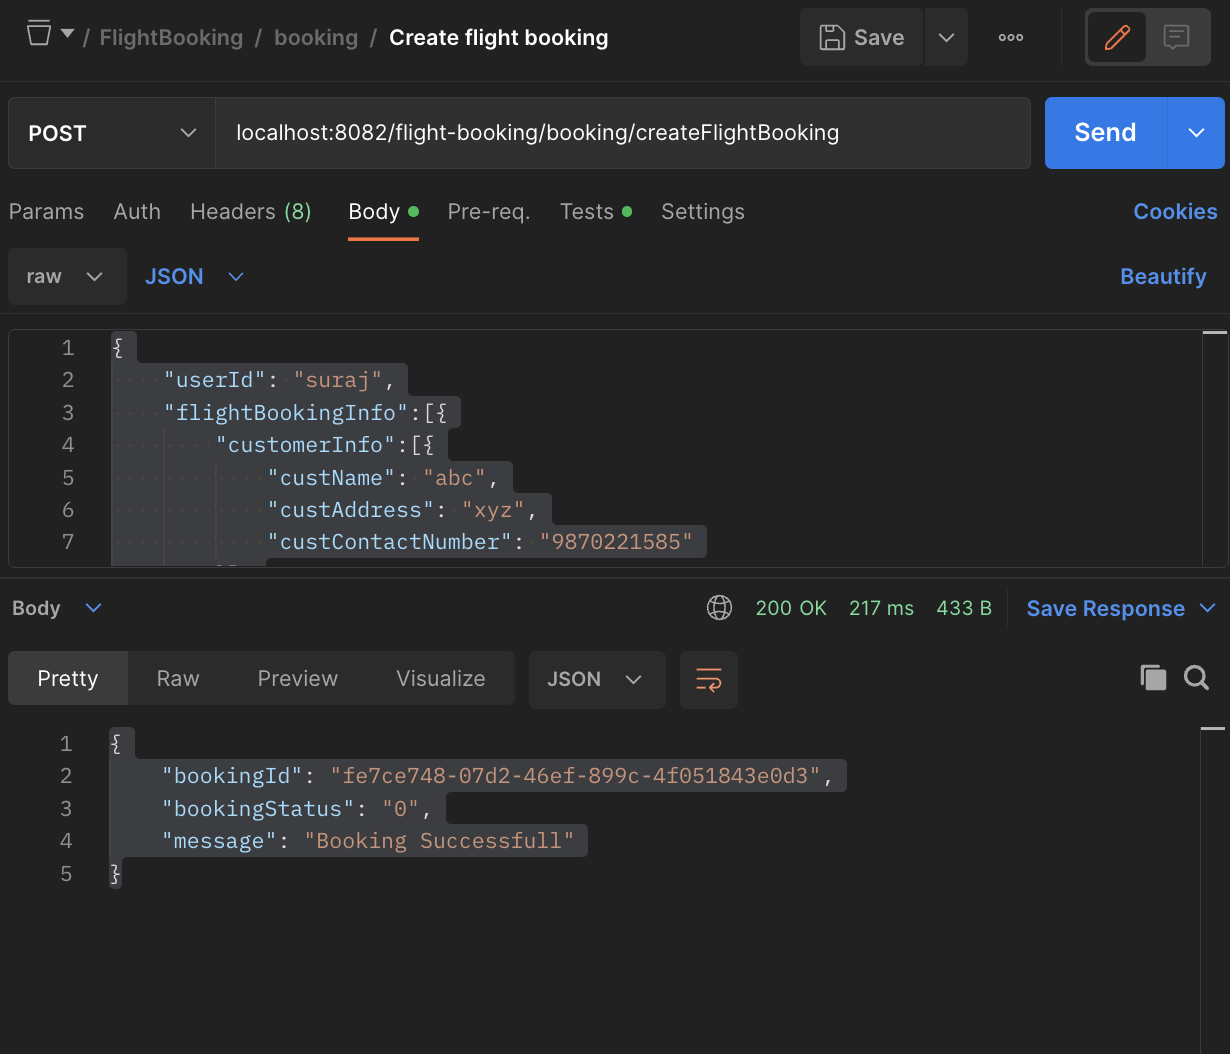 / FlightBooking / booking / Create flight booking Save
POST localhost:8082/flight-booking/booking/createFlightBooking Send
Params Auth Headers (8) Body Pre-req. Tests Settings Cookies
raw JSON Beautify
1 {
2 "userId": "suraj",
3 "flightBookingInfo":[{
4 "customerInfo":[{
5 "custName": "abc",
6 "custAddress": "xyz",
7 "custContactNumber": "9870221585"
Body 200 OK 217 ms 433 B Save Response
Pretty Raw Preview Visualize JSON
1 {
2 "bookingId": "fe7ce748-07d2-46ef-899c-4f051843e0d3",
3 "bookingStatus": "0",
4 "message": "Booking Successfull"
5 }